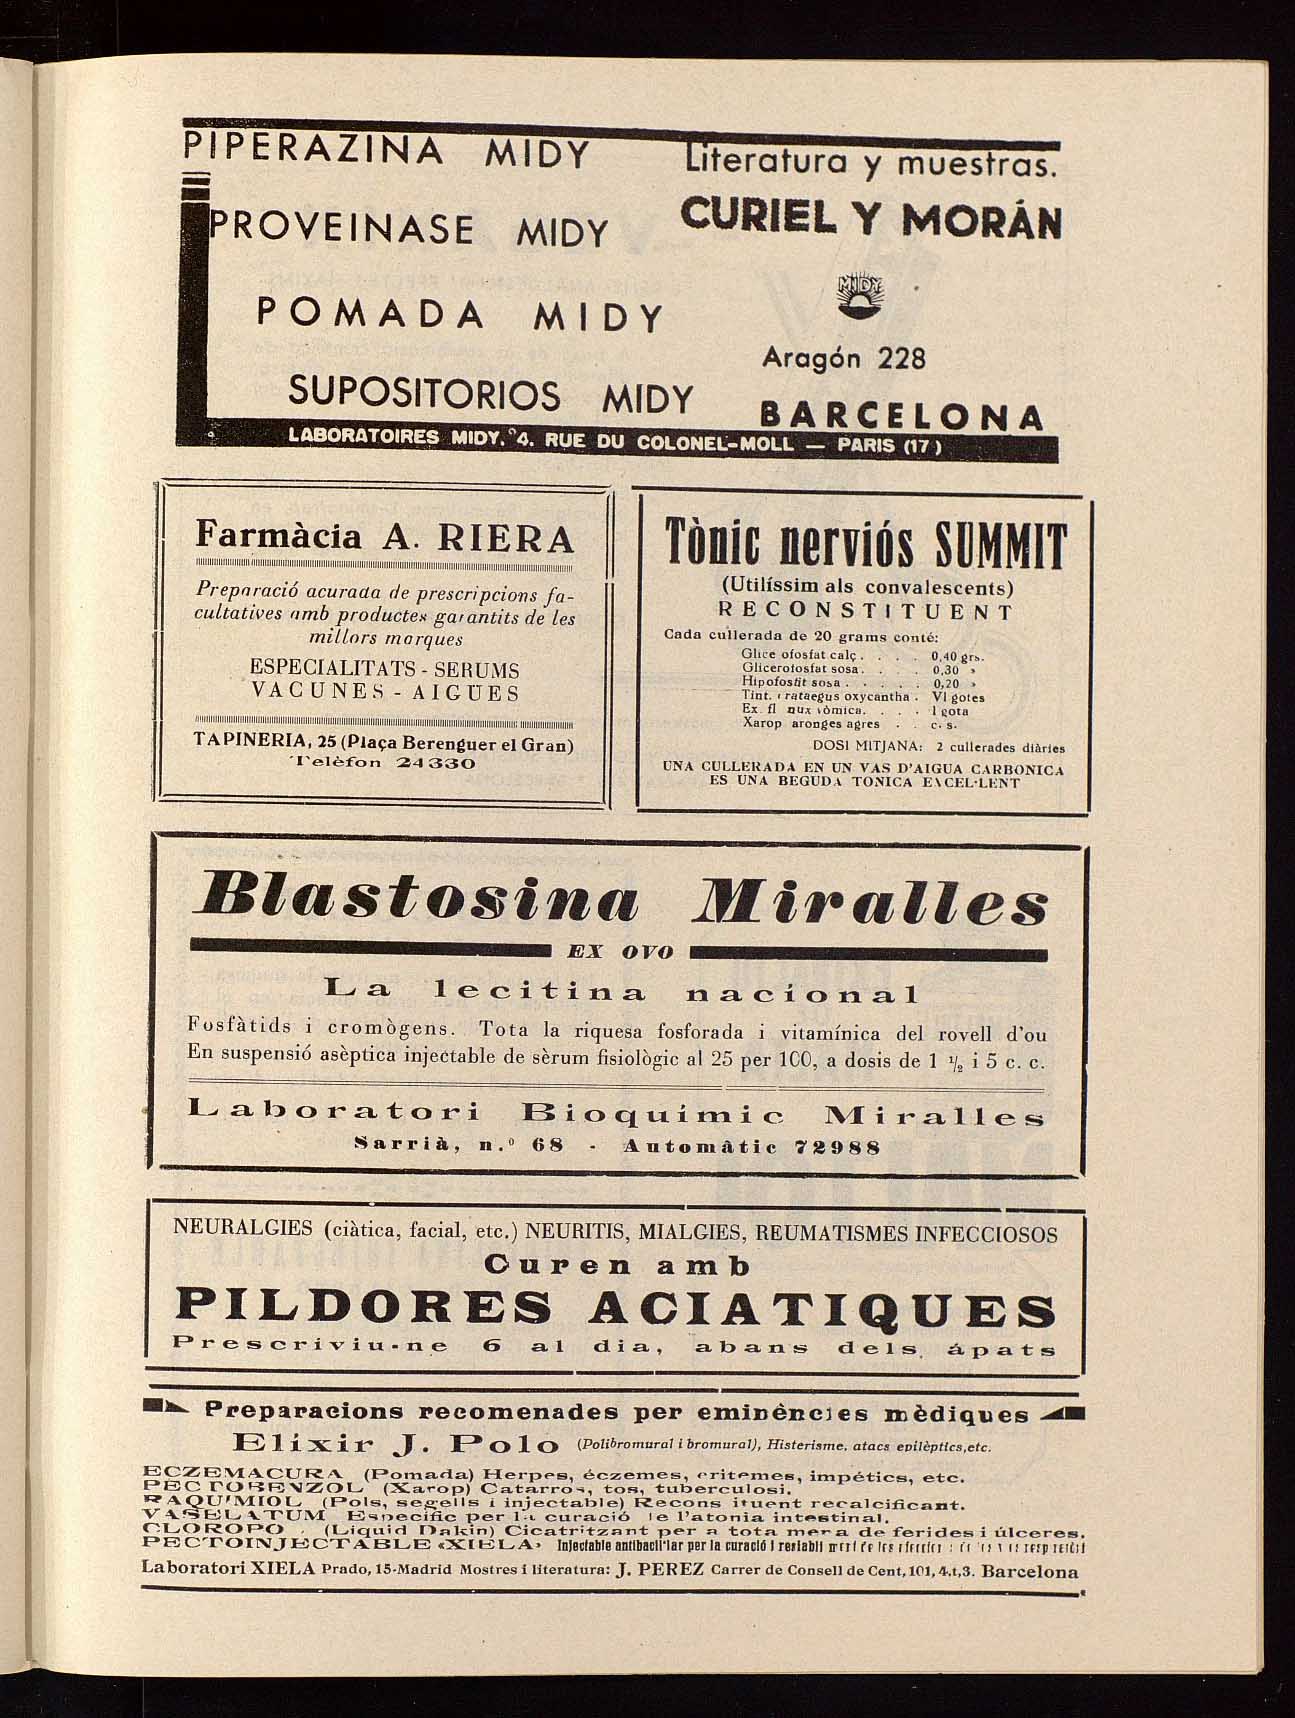 PIPERAZINA MIDY
PROVEINASE MIDY
POMADA MIDY
SUPOSITORIOS MIDY
Literatura y muestras.
CURIEL Y MORÁN
MIDY
Aragón 228
BARCELONA
LABORATOIRES MIDY, 4. RUE DU COLONEL-MOLL — PARIS (17)
Farmàcia A. RIERA
Preparació acurada de prescripcions fa-
cultatives amb productes garantits de les
millors marques
ESPECIALITATS - SERUMS
VACUNES - AIGÜES
TAPINERIA, 25 (Plaça Berenguer el Gran)
Telèfon 24330
Tònic nerviós SUMMIT
(Utilíssim als convalescents)
RECONSTITUENT
Cada cullerada de 20 grams conté:
Glice ofosfat calç . . . . 0,40 grs.
Glicerofosfat sosa . . . . 0,30 »
Hipofosfit sosa . . . . . 0,20 »
Tint. crataegus oxycantha . VI gotes
Ex. fl nux vòmica. . . . 1 gota
Xarop aronges agres . . c. s.
DOSI MITJANA: 2 cullerades diàries
UNA CULLERADA EN UN VAS D'AIGUA CARBONICA
ES UNA BEGUDA TONICA EXCEL·LENT
Blastosina Miralles
EX OVO
La lecitina nacional
Fosfàtids i cromògens. Tota la riquesa fosforada i vitamínica del rovell d'ou
En suspensió asèptica injectable de sèrum fisiològic al 25 per 100, a dosis de 1 ½ i 5 c. c.
Laboratori Bioquímic Miralles
Sarrià, n.º 68 - Automâtic 72988
NEURALGIES (ciàtica, facial, etc.) NEURITIS, MIALGIES, REUMATISMES INFECCIOSOS
Curen amb
PILDORES ACIATIQUES
Prescriviu-ne 6 al dia, abans dels ápats
Preparacions recomenades per eminències mèdiques
Elíxir J. Polo (Polibromural i bromural), Histerisme, atacs epilèptics, etc.
ECZEMACURA (Pomada) Herpes, éczemes, eritemes, impétics, etc.
PECTOBENZOL (Xarop) Catarros, tos, tuberculosi.
RAQUIMIOL (Pols, segells i injectable) Recons ituent recalcificant.
VASELATUM Específic per la curació de l'atonia intestinal.
CLOROPO . (Liquid Dakin) Cicatritzant per a tota mena de ferides i úlceres.
PECTOINJECTABLE «XIELA» Injectable antibacil·lar per la curació i restabli
Laboratori XIELA Prado, 15-Madrid Mostres i literatura: J. PEREZ Carrer de Consell de Cent, 101, 4.t, 3. Barcelona